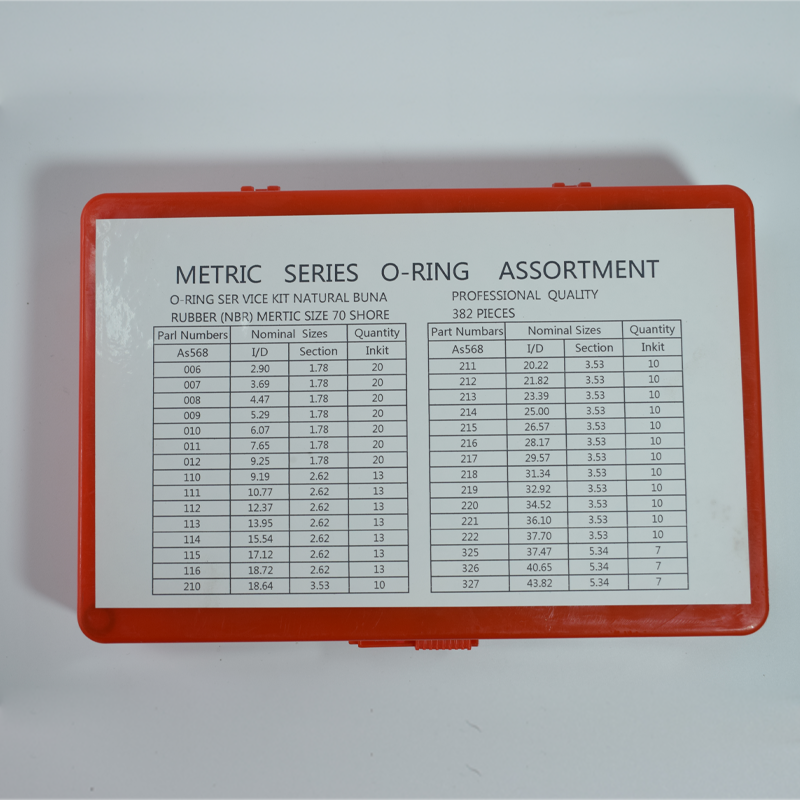 METRIC SERIES O-RING ASSORTMENT
O-RING SER VICE KIT NATURAL BUNA
RUBBER (NBR) MERTIC SIZE 70 SHORE
PROFESSIONAL QUALITY
382 PIECES
Parl Numbers Nominal Sizes Quantity
As568 I/D Section Inkit
006 2.90 1.78 20
007 3.69 1.78 20
008 4.47 1.78 20
009 5.29 1.78 20
010 6.07 1.78 20
011 7.65 1.78 20
012 9.25 1.78 20
110 9.19 2.62 13
111 10.77 2.62 13
112 12.37 2.62 13
113 13.95 2.62 13
114 15.54 2.62 13
115 17.12 2.62 13
116 18.72 2.62 13
210 18.64 3.53 10
Part Numbars Nominal Sizes Quantity
As568 I/D Section Inkit
211 20.22 3.53 10
212 21.82 3.53 10
213 23.39 3.53 10
214 25.00 3.53 10
215 26.57 3.53 10
216 28.17 3.53 10
217 29.57 3.53 10
218 31.34 3.53 10
219 32.92 3.53 10
220 34.52 3.53 10
221 36.10 3.53 10
222 37.70 3.53 10
325 37.47 5.34 7
326 40.65 5.34 7
327 43.82 5.34 7